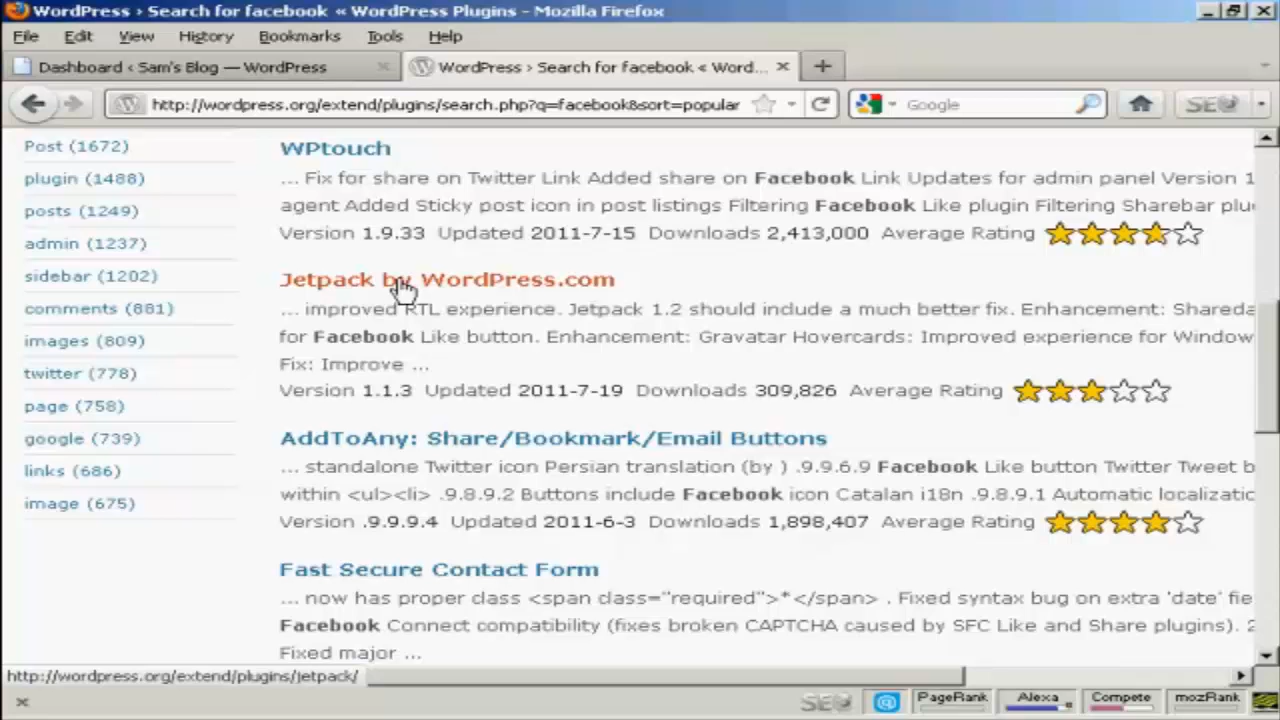 WordPress › Search for facebook « WordPress Plugins - Mozilla Firefox
File Edit View History Bookmarks Tools Help
Dashboard ‹ Sam's Blog — WordPress
WordPress › Search for facebook « Word...
http://wordpress.org/extend/plugins/search.php?q=facebook&sort=popular
Google
SEO
Post (1672)
plugin (1488)
posts (1249)
admin (1237)
sidebar (1202)
comments (881)
images (809)
twitter (778)
page (758)
google (739)
links (686)
image (675)
WPtouch
... Fix for share on Twitter Link Added share on Facebook Link Updates for admin panel Version 1
agent Added Sticky post icon in post listings Filtering Facebook Like plugin Filtering Sharebar plu
Version 1.9.33 Updated 2011-7-15 Downloads 2,413,000 Average Rating
Jetpack by WordPress.com
... improved RTL experience. Jetpack 1.2 should include a much better fix. Enhancement: Shareda
for Facebook Like button. Enhancement: Gravatar Hovercards: Improved experience for Window
Fix: Improve ...
Version 1.1.3 Updated 2011-7-19 Downloads 309,826 Average Rating
AddToAny: Share/Bookmark/Email Buttons
... standalone Twitter icon Persian translation (by ) .9.9.6.9 Facebook Like button Twitter Tweet b
within <ul><li> .9.8.9.2 Buttons include Facebook icon Catalan i18n .9.8.9.1 Automatic localizatio
Version .9.9.9.4 Updated 2011-6-3 Downloads 1,898,407 Average Rating
Fast Secure Contact Form
... now has proper class <span class="required">*</span> . Fixed syntax bug on extra 'date' fie
Facebook Connect compatibility (fixes broken CAPTCHA caused by SFC Like and Share plugins). 2
Fixed major ...
http://wordpress.org/extend/plugins/jetpack/
SEO
PageRank
Alexa
Compete
mozRank